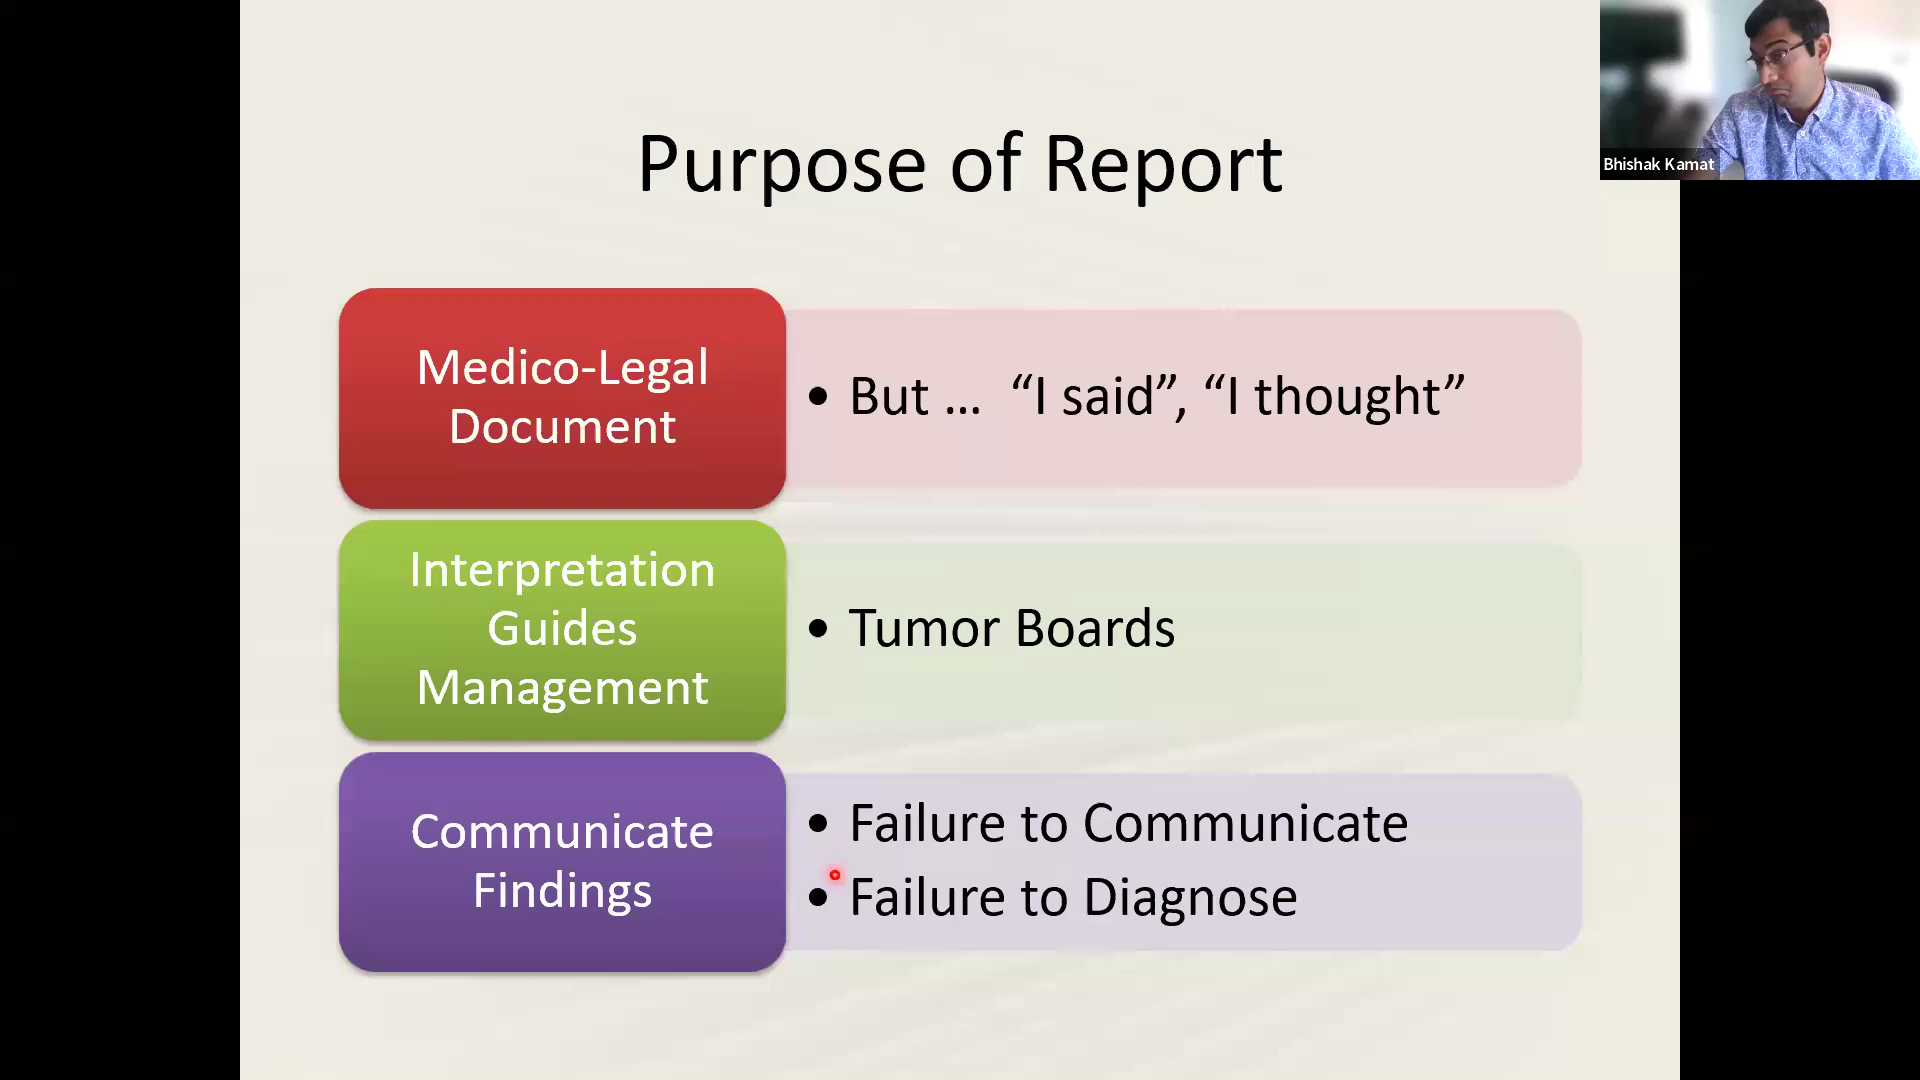 Purpose of Report
Bhishak Kamat
Medico-Legal
Document
• But ... “I said”, “I thought”
Interpretation
Guides
Management
• Tumor Boards
Communicate
Findings
• Failure to Communicate
• Failure to Diagnose